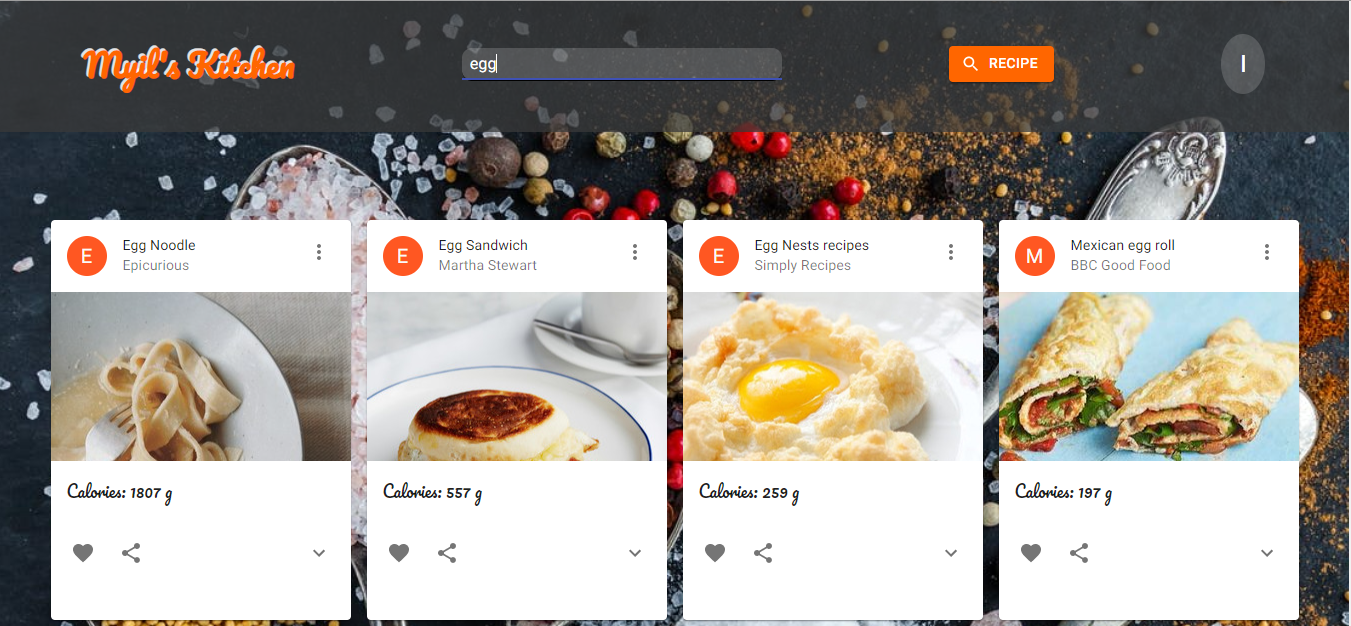 Myil's Kitchen
egg
RECIPE
I
E
Egg Noodle
Epicurious
E
Egg Sandwich
Martha Stewart
E
Egg Nests recipes
Simply Recipes
M
Mexican egg roll
BBC Good Food
Calories: 1807 g
Calories: 557 g
Calories: 259 g
Calories: 197 g